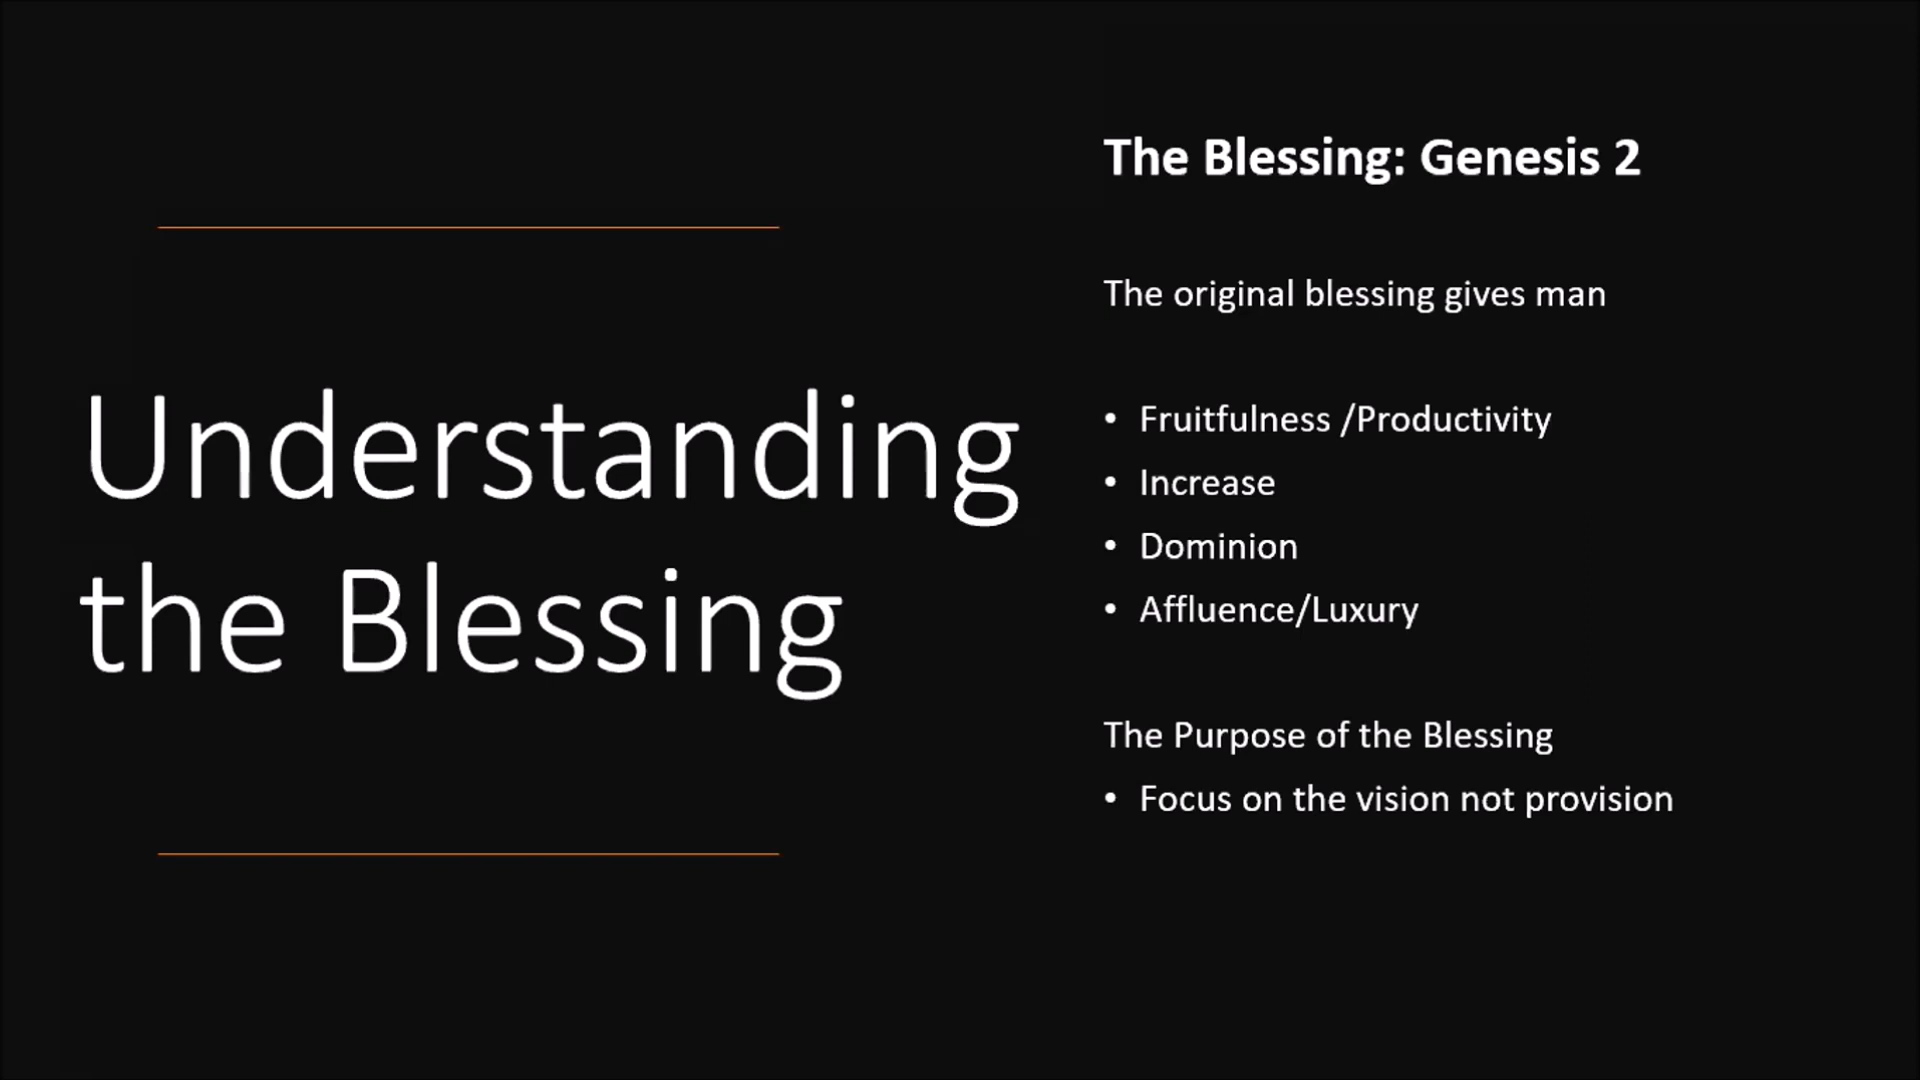 Understanding
the Blessing
The Blessing: Genesis 2
The original blessing gives man
• Fruitfulness /Productivity
• Increase
• Dominion
• Affluence/Luxury
The Purpose of the Blessing
• Focus on the vision not provision